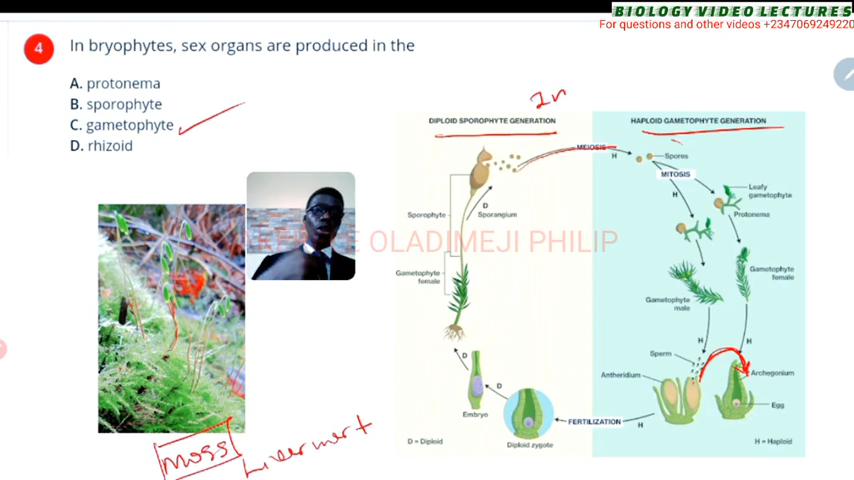 BIOLOGY VIDEO LECTURES
For questions and other videos +2347069249220
4 In bryophytes, sex organs are produced in the
A. protonema
B. sporophyte
C. gametophyte
D. rhizoid
In
DIPLOID SPOROPHYTE GENERATION
HAPLOID GAMETOPHYTE GENERATION
MEIOSIS
H
Spores
MITOSIS
H
Leafy
gametophyte
Protonema
D
Sporophyte
Sporangium
OLADIMEJI PHILIP
Gametophyte
female
Gametophyte
female
Gametophyte
male
H
H
Sperm
Antheridium
Archegonium
Egg
D
D
Embryo
FERTILIZATION
H
D = Diploid
Diploid zygote
H = Haploid
moss
Livermert